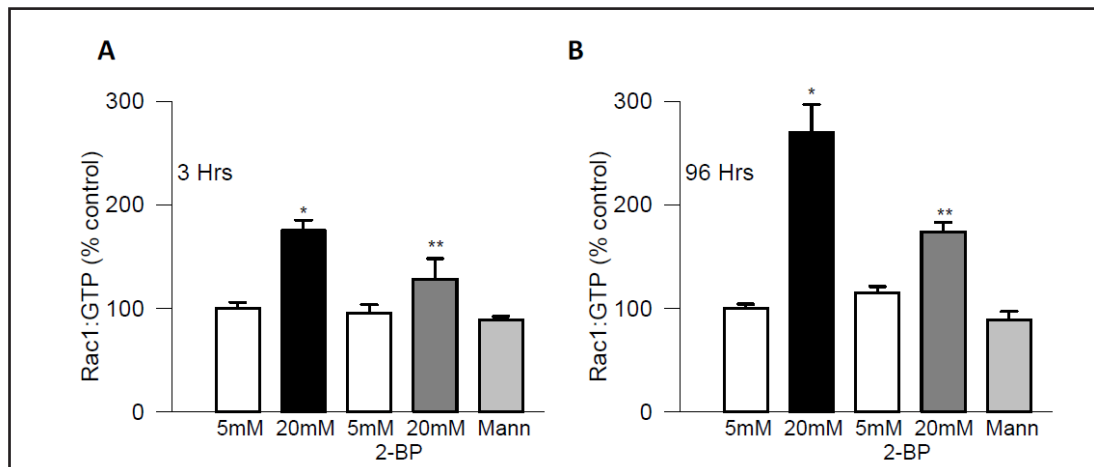 A
300
200
100
0
Rac1:GTP (% control)
3 Hrs
*
**
5mM 20mM 5mM 20mM Mann
2-BP
B
300
200
100
0
Rac1:GTP (% control)
96 Hrs
*
**
5mM 20mM 5mM 20mM Mann
2-BP